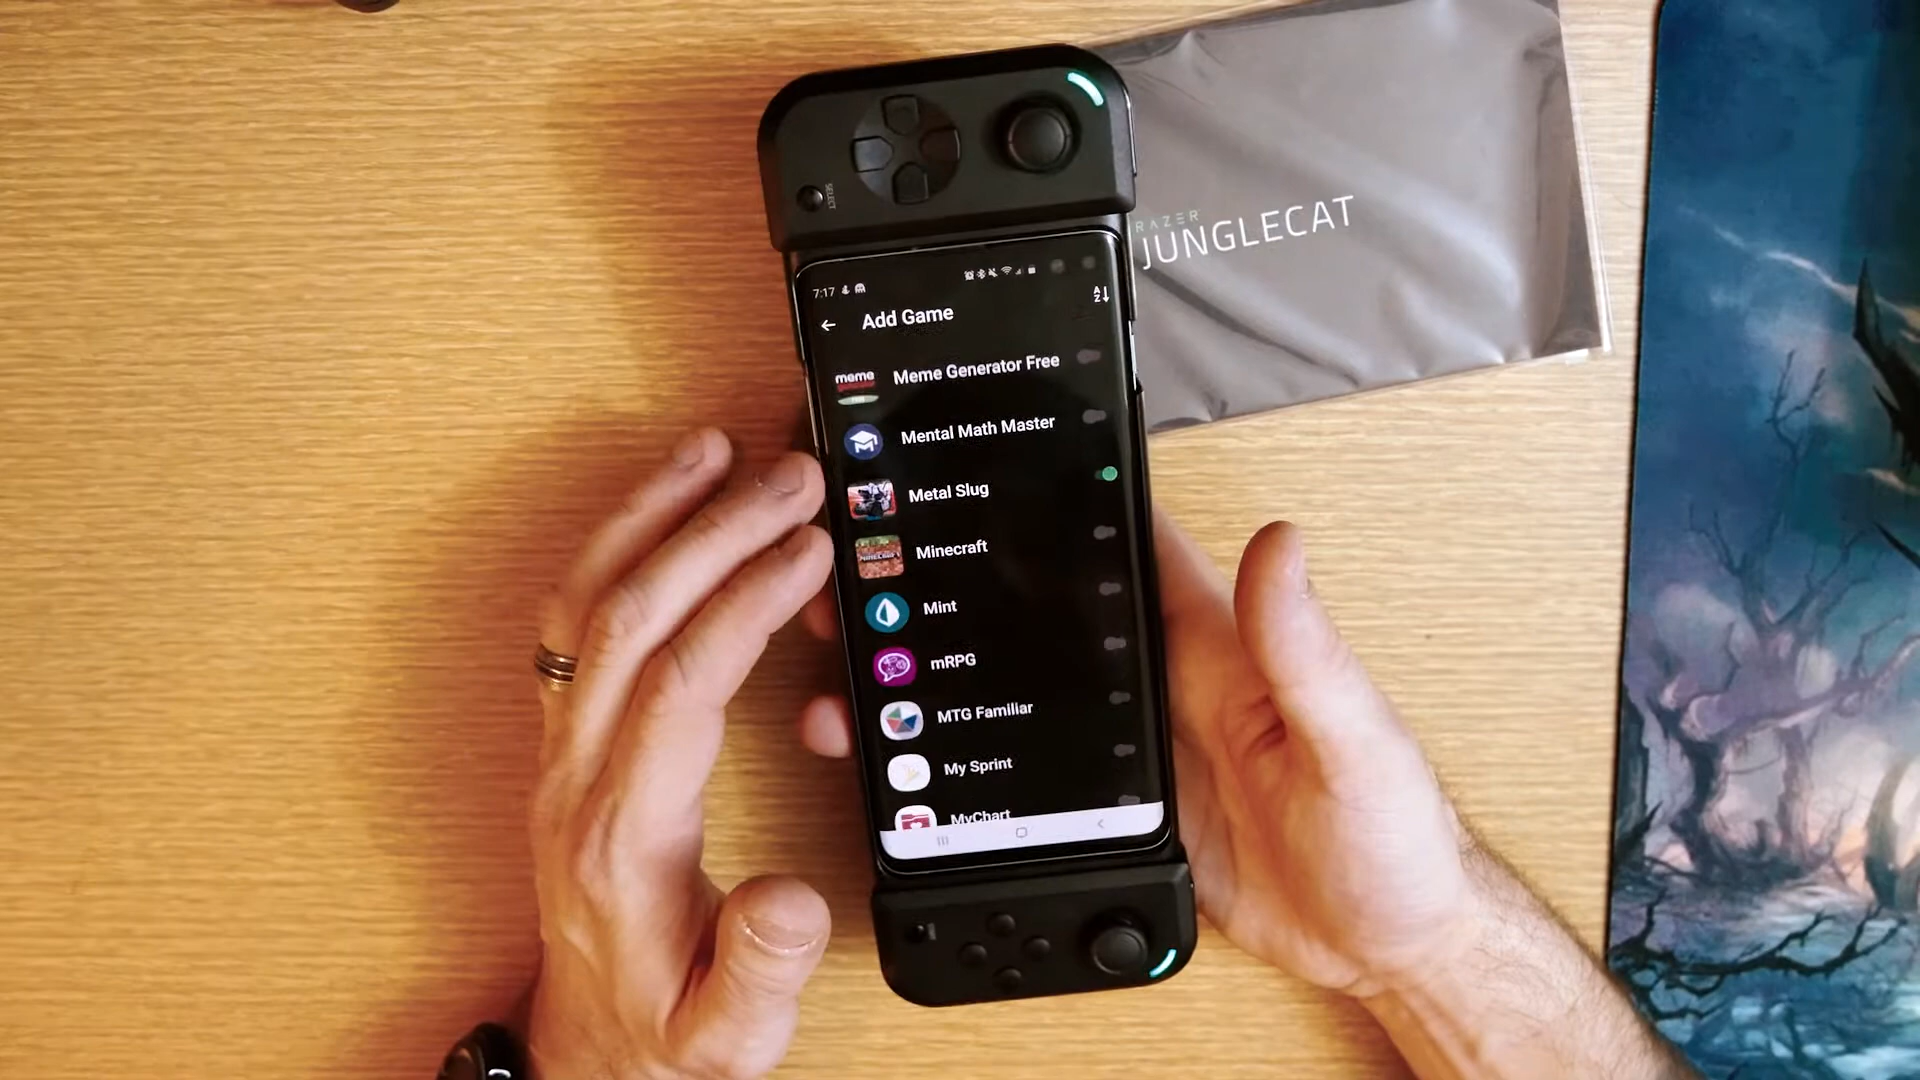 SELECT
RAZER
JUNGLECAT
7:17
Add Game
meme
Meme Generator Free
Mental Math Master
Metal Slug
Minecraft
Mint
mRPG
MTG Familiar
My Sprint
MyChart